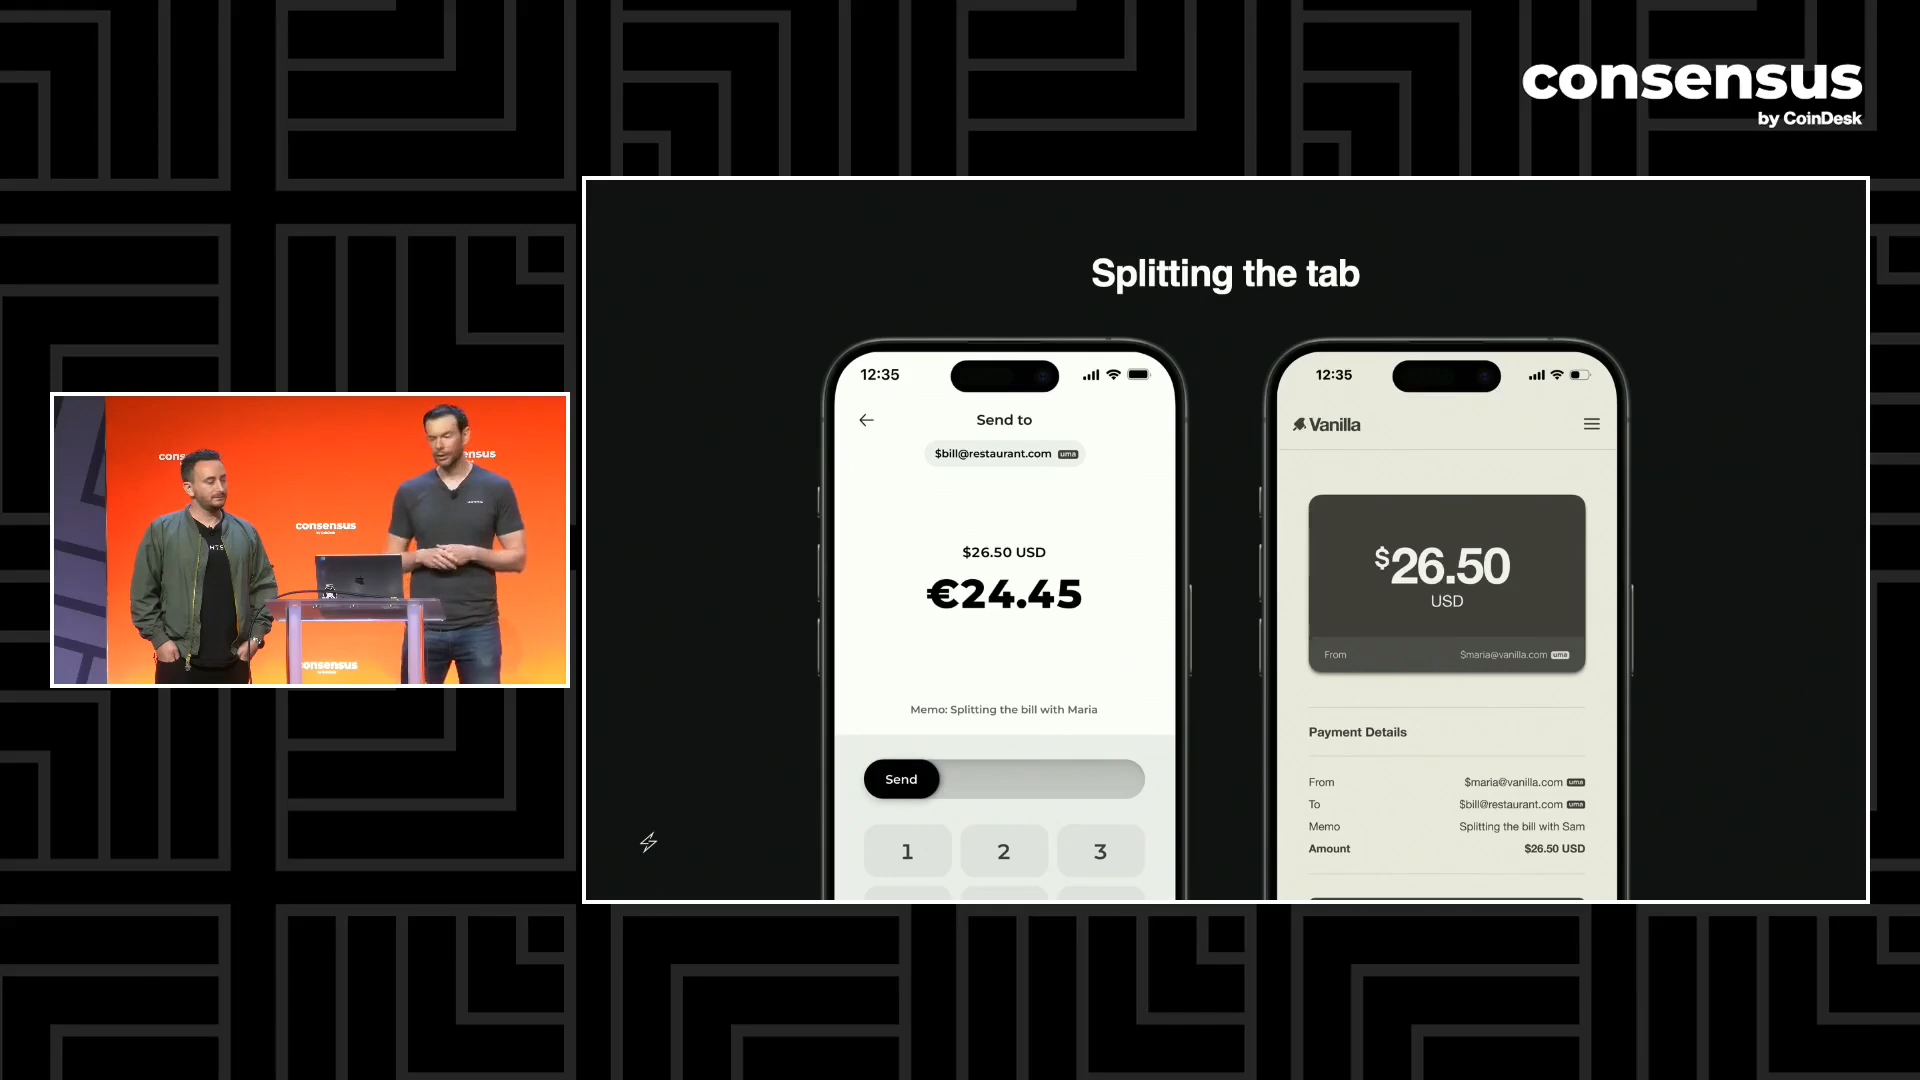 consensus
by CoinDesk
Splitting the tab
12:35
Send to
$bill@restaurant.com uma
$26.50 USD
€24.45
Memo: Splitting the bill with Maria
Send
1 2 3
12:35
Vanilla
$26.50
USD
From $maria@vanilla.com uma
Payment Details
From $maria@vanilla.com uma
To $bill@restaurant.com uma
Memo Splitting the bill with Sam
Amount $26.50 USD
cons
ensus
consensus
consensus